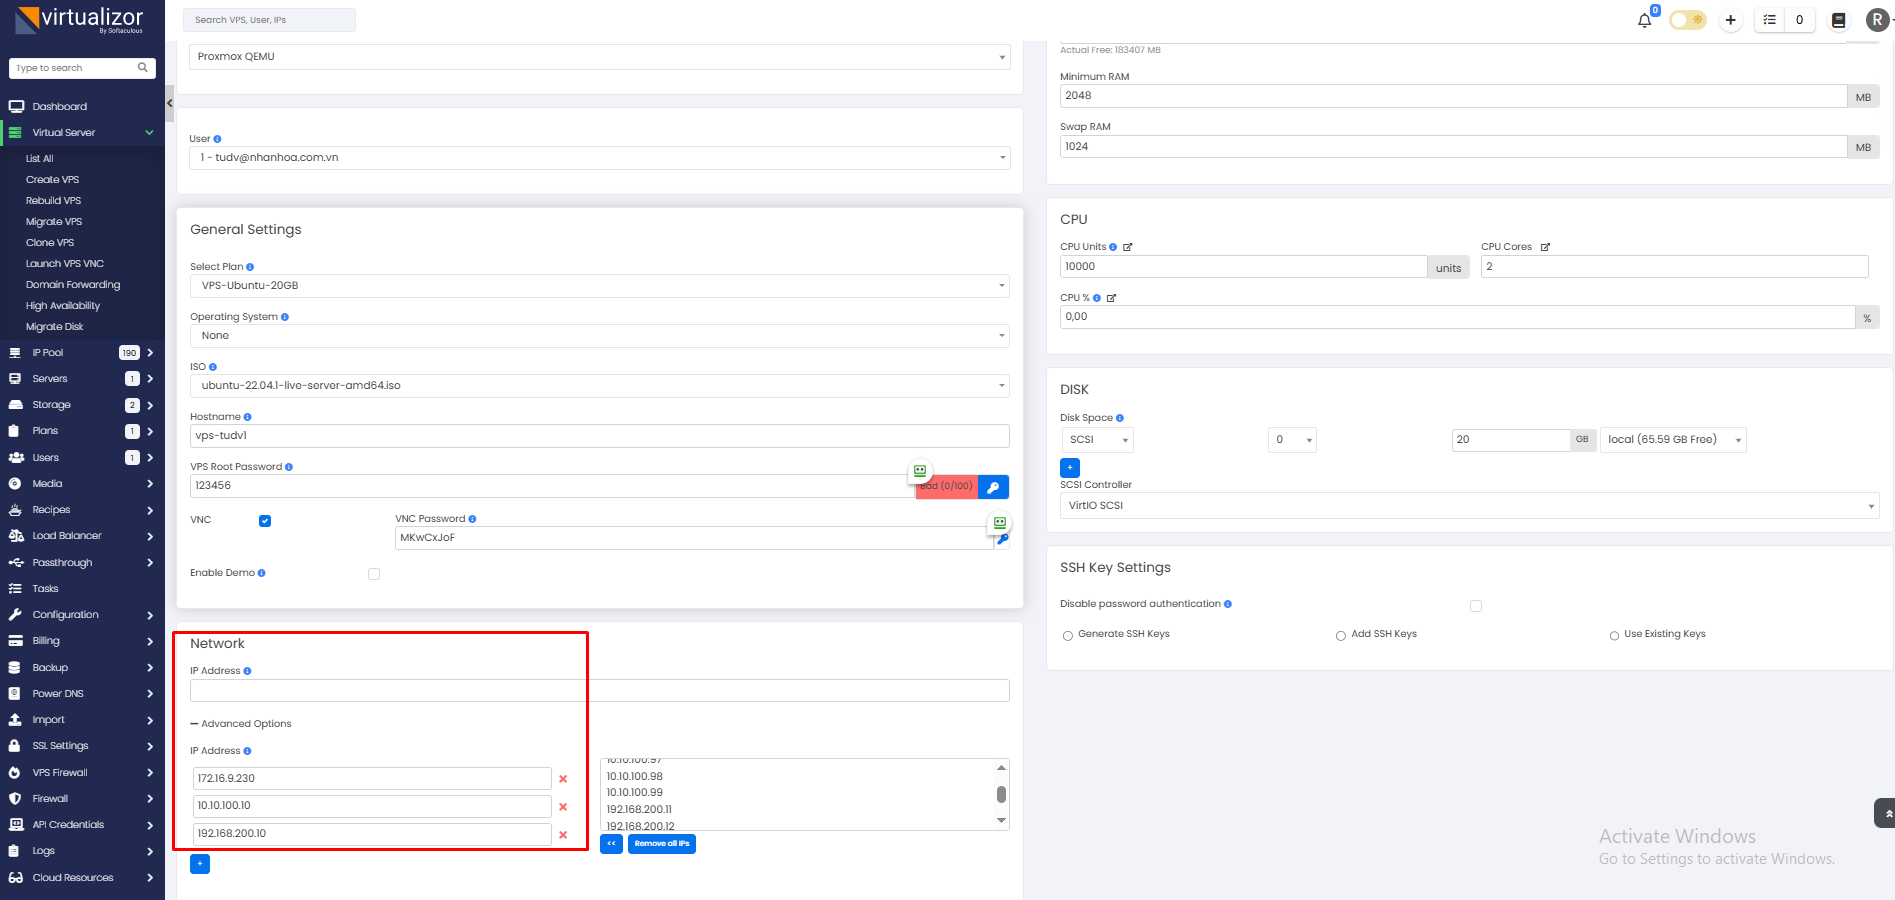 virtualizor
By Softaculous
Search VPS, User, IPs
0
0
R
Type to search
Dashboard
Virtual Server
List All
Create VPS
Rebuild VPS
Migrate VPS
Clone VPS
Launch VPS VNC
Domain Forwarding
High Availability
Migrate Disk
IP Pool 190
Servers 1
Storage 2
Plans 1
Users 1
Media
Recipes
Load Balancer
Passthrough
Tasks
Configuration
Billing
Backup
Power DNS
Import
SSL Settings
VPS Firewall
Firewall
API Credentials
Logs
Cloud Resources
Proxmox QEMU
User
1 - tudv@nhanhoa.com.vn
General Settings
Select Plan
VPS-Ubuntu-20GB
Operating System
None
ISO
ubuntu-22.04.1-live-server-amd64.iso
Hostname
vps-tudv1
VPS Root Password
123456
Bad (0/100)
VNC
VNC Password
MKwCxJoF
Enable Demo
Network
IP Address
Advanced Options
IP Address
172.16.9.230
10.10.100.10
192.168.200.10
+
10.10.100.97
10.10.100.98
10.10.100.99
192.168.200.11
192.168.200.12
<<
Remove all IPs
Actual Free: 183407 MB
Minimum RAM
2048 MB
Swap RAM
1024 MB
CPU
CPU Units
10000 units
CPU Cores
2
CPU %
0,00 %
DISK
Disk Space
SCSI 0 20 GB local (65.59 GB Free)
+
SCSI Controller
VirtIO SCSI
SSH Key Settings
Disable password authentication
Generate SSH Keys
Add SSH Keys
Use Existing Keys
Activate Windows
Go to Settings to activate Windows.